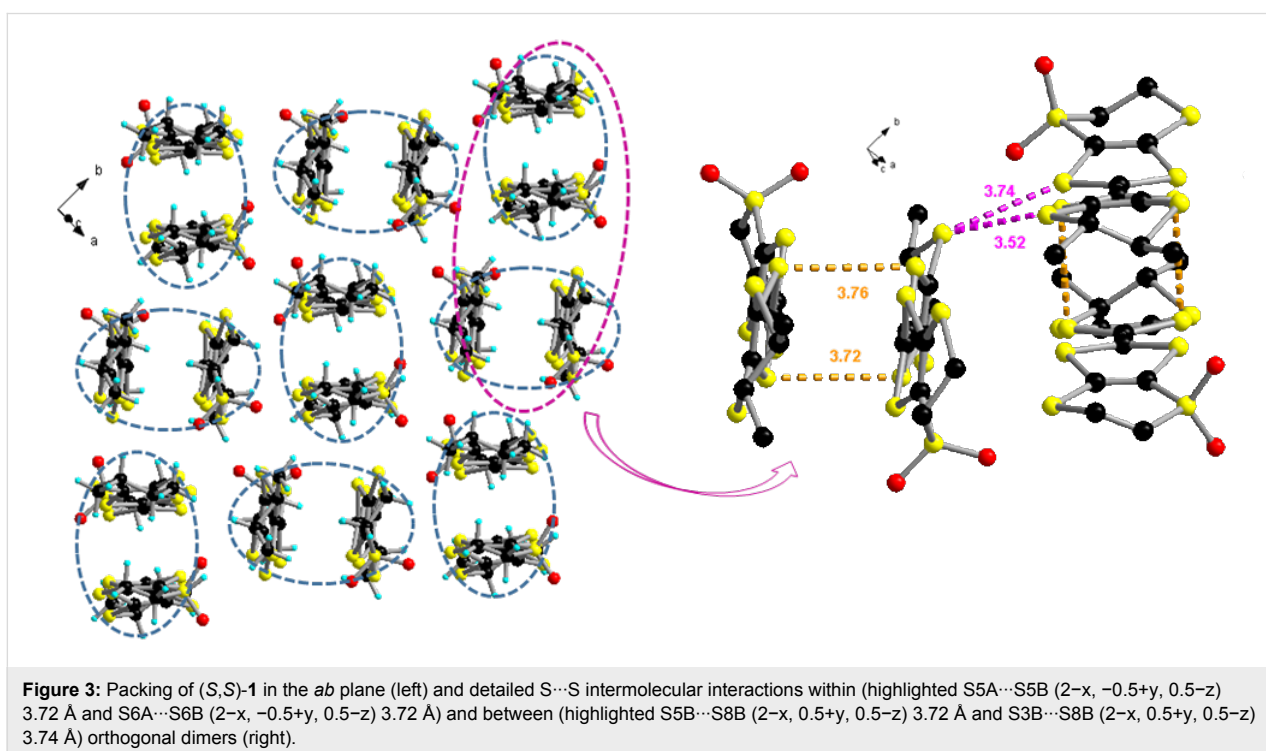 b
c
a
b
a
c
3.74
3.52
3.76
3.72
Figure 3: Packing of (S,S)-1 in the ab plane (left) and detailed S···S intermolecular interactions within (highlighted S5A···S5B (2−x, −0.5+y, 0.5−z)
3.72 Å and S6A···S6B (2−x, −0.5+y, 0.5−z) 3.72 Å) and between (highlighted S5B···S8B (2−x, 0.5+y, 0.5−z) 3.72 Å and S3B···S8B (2−x, 0.5+y, 0.5−z)
3.74 Å) orthogonal dimers (right).